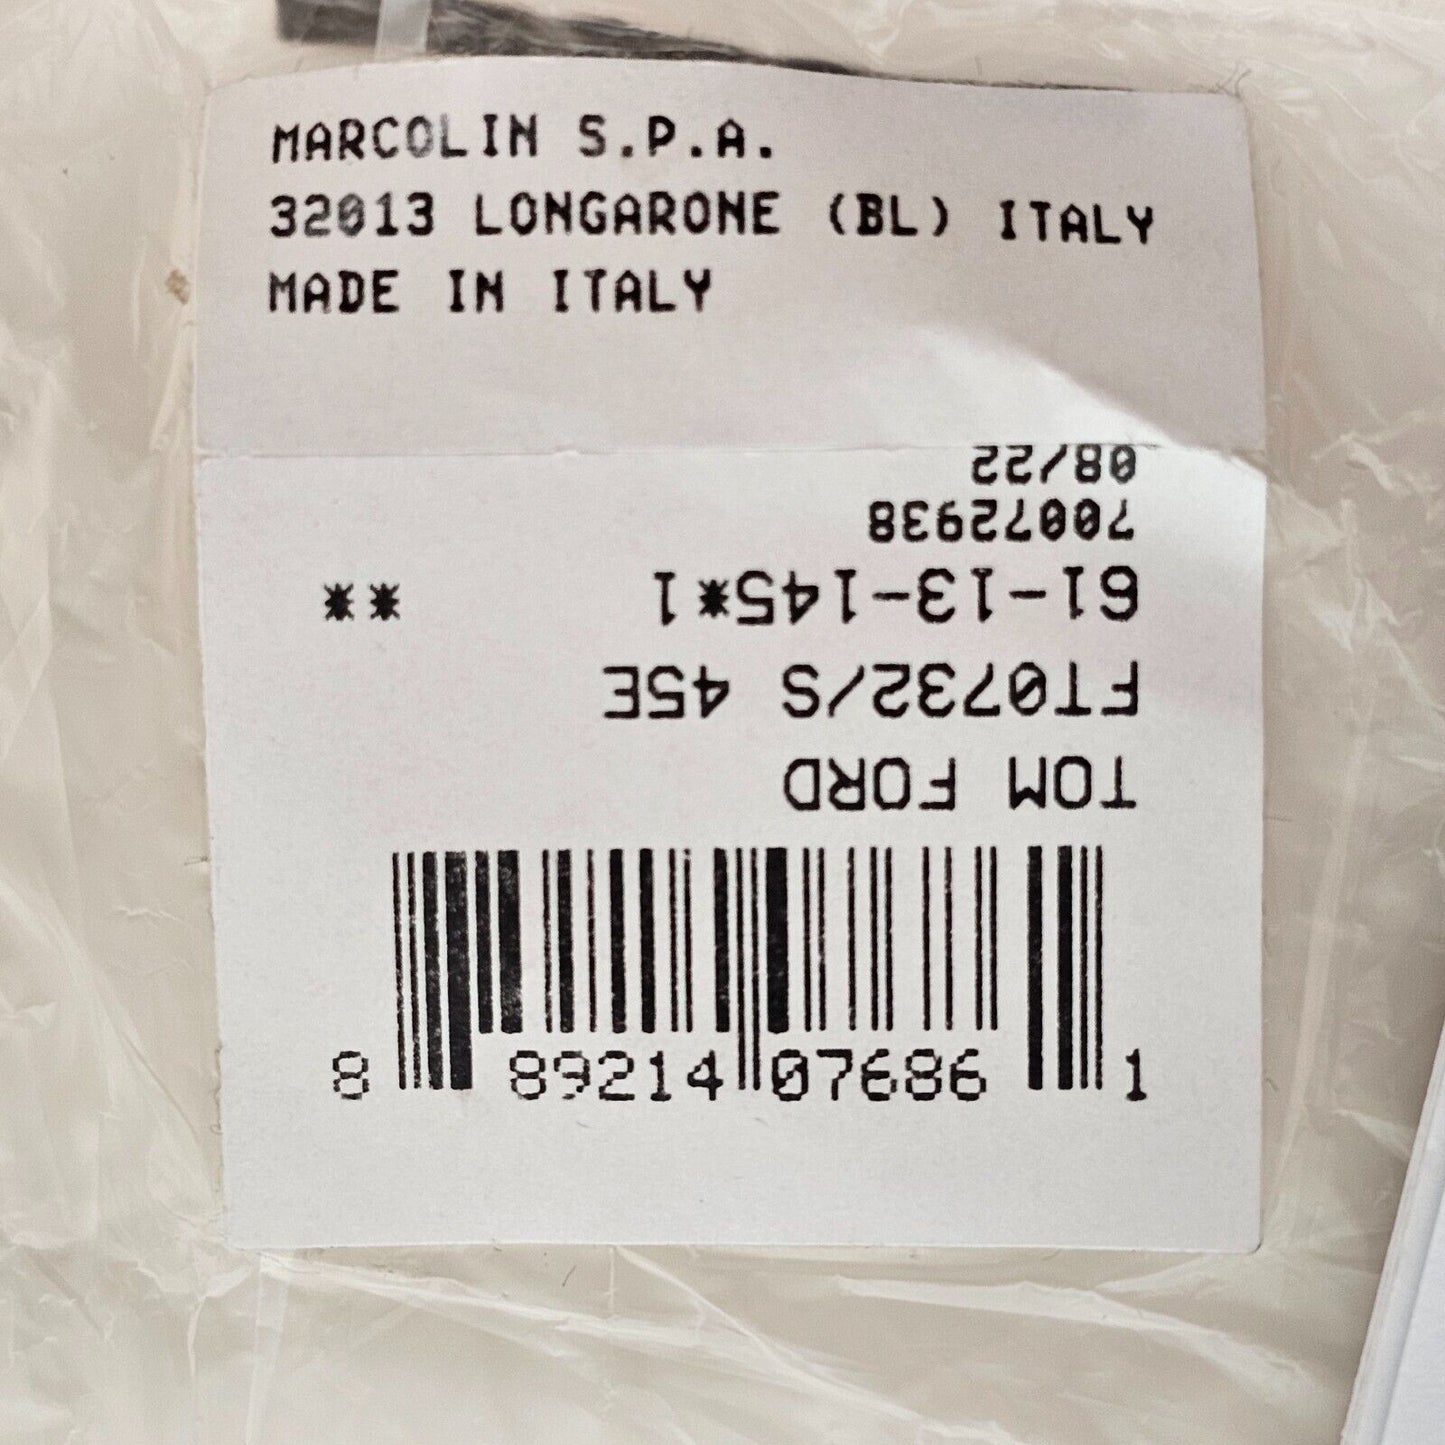 MARCOLIN S.P.A.
32013 LONGARONE (BL) ITALY
MADE IN ITALY
TOM FORD
FT0732/S 45E
61-13-145*1 **
70072938
08/22
8 89214 07686 1